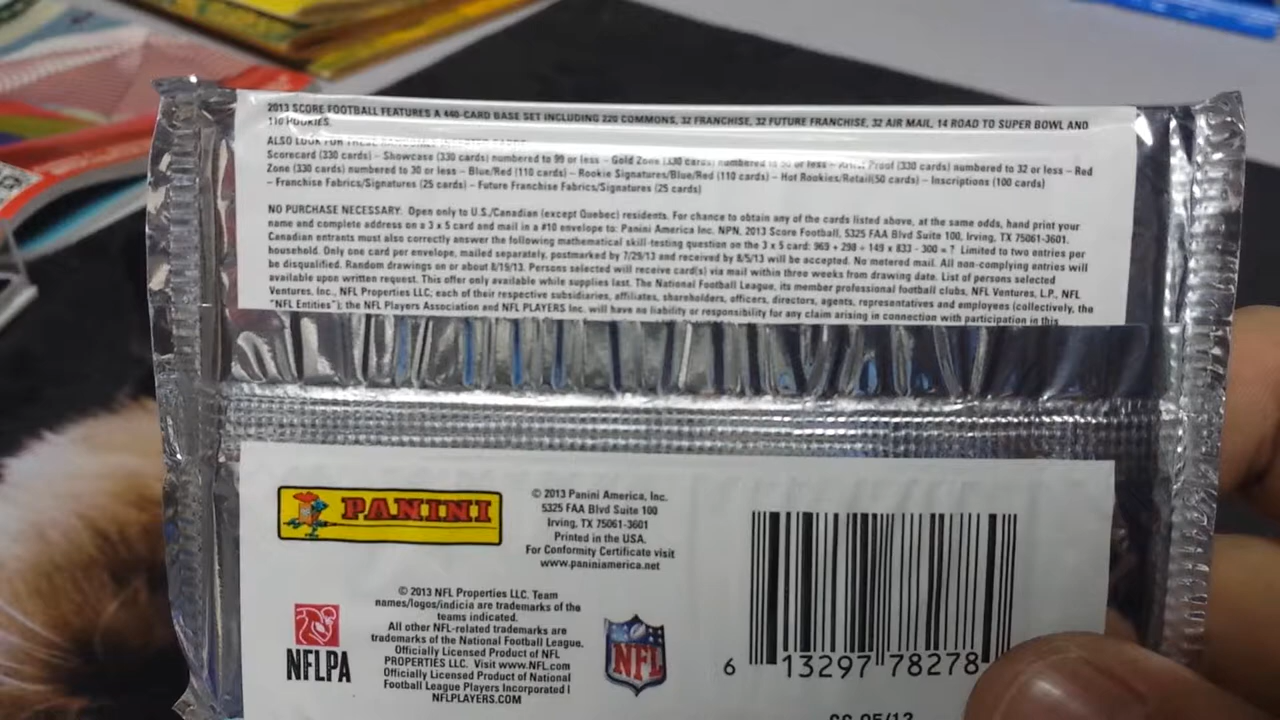 2013 SCORE FOOTBALL FEATURES A 440-CARD BASE SET INCLUDING 220 COMMONS, 32 FRANCHISE, 32 FUTURE FRANCHISE, 32 AIR MAIL, 14 ROAD TO SUPER BOWL AND
110 ROOKIES.
ALSO LOOK FOR THESE
Scorecard (330 cards) – Showcase (330 cards) numbered to 99 or less – Gold Zone (330 cards) numbered to 50 or less – Artist Proof (330 cards) numbered to 32 or less – Red
Zone (330 cards) numbered to 30 or less – Blue/Red (110 cards) – Rookie Signatures/Blue/Red (110 cards) – Hot Rookies/Retail(50 cards) – Inscriptions (100 cards)
– Franchise Fabrics/Signatures (25 cards) – Future Franchise Fabrics/Signatures (25 cards)
NO PURCHASE NECESSARY: Open only to U.S./Canadian (except Quebec) residents. For chance to obtain any of the cards listed above, at the same odds, hand print your
name and complete address on a 3 x 5 card and mail in a #10 envelope to: Panini America Inc. NPN, 2013 Score Football, 5325 FAA Blvd Suite 100, Irving, TX 75061-3601.
Canadian entrants must also correctly answer the following mathematical skill-testing question on the 3 x 5 card: 969 + 298 ÷ 149 x 833 - 300 = ? Limited to two entries per
household. Only one card per envelope, mailed separately, postmarked by 7/29/13 and received by 8/5/13 will be accepted. No metered mail. All non-complying entries will
be disqualified. Random drawings on or about 8/19/13. Persons selected will receive card(s) via mail within three weeks from drawing date. List of persons selected
available upon written request. This offer only available while supplies last. The National Football League, its member professional football clubs, NFL Ventures, L.P., NFL
Ventures, Inc., NFL Properties LLC; each of their respective subsidiaries, affiliates, shareholders, officers, directors, agents, representatives and employees (collectively, the
"NFL Entities"); the NFL Players Association and NFL PLAYERS Inc. will have no liability or responsibility for any claim arising in connection with participation in this
PANINI
© 2013 Panini America, Inc.
5325 FAA Blvd Suite 100
Irving, TX 75061-3601
Printed in the USA.
For Conformity Certificate visit
www.paniniamerica.net
© 2013 NFL Properties LLC. Team
names/logos/indicia are trademarks of the
teams indicated.
All other NFL-related trademarks are
trademarks of the National Football League.
Officially Licensed Product of NFL
PROPERTIES LLC. Visit www.NFL.com
Officially Licensed Product of National
Football League Players Incorporated |
NFLPLAYERS.COM
NFLPA
NFL
6 13297 78278